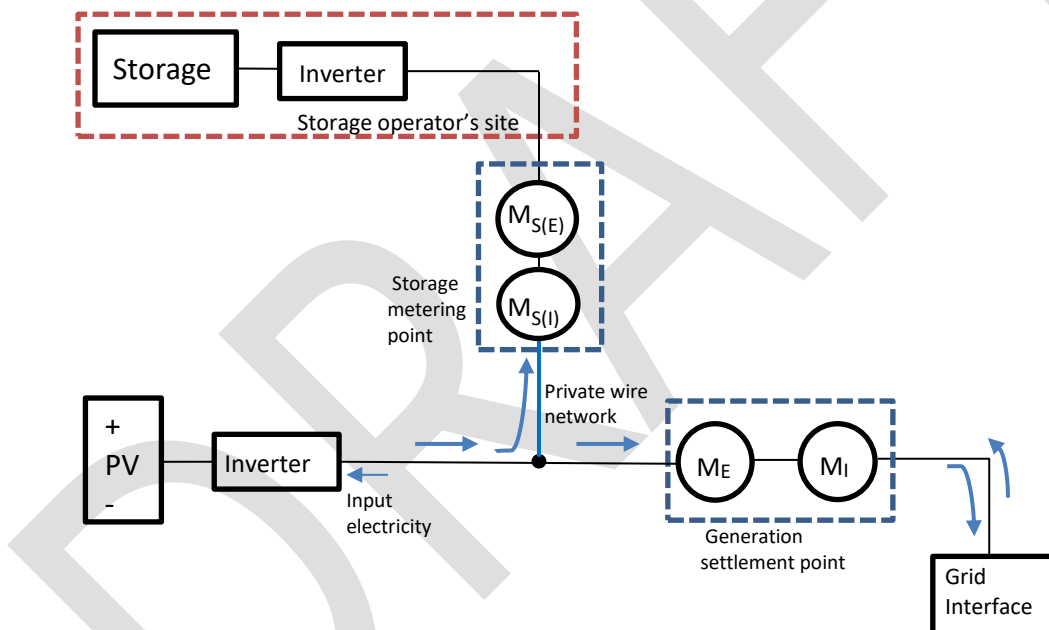 Storage
Inverter
Storage operator’s site
MS(E)
Storage
metering
point
MS(I)
Private wire
network
+
PV
-
Inverter
Input
electricity
ME
MI
Generation
settlement point
Grid
Interface
DRAF